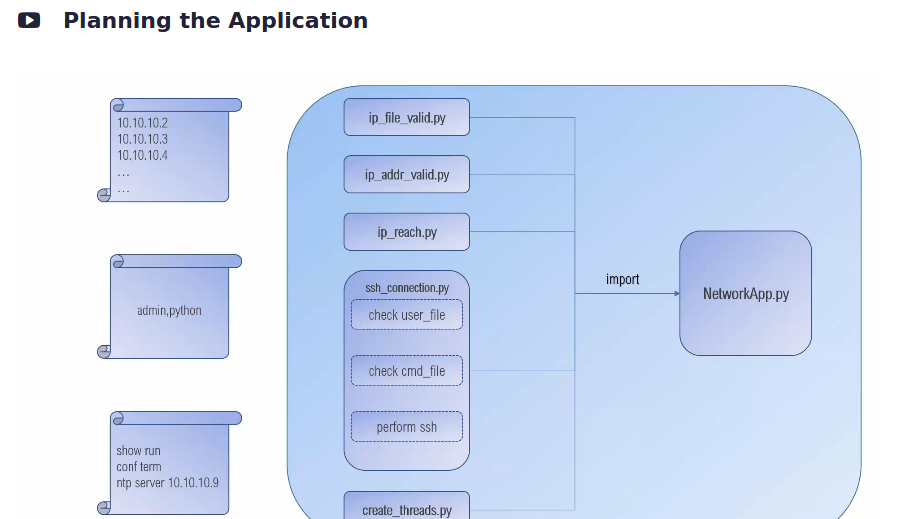 Planning the Application
10.10.10.2
10.10.10.3
10.10.10.4
...
...
admin,python
show run
conf term
ntp server 10.10.10.9
ip_file_valid.py
ip_addr_valid.py
ip_reach.py
ssh_connection.py
check user_file
check cmd_file
perform ssh
create_threads.py
import
NetworkApp.py